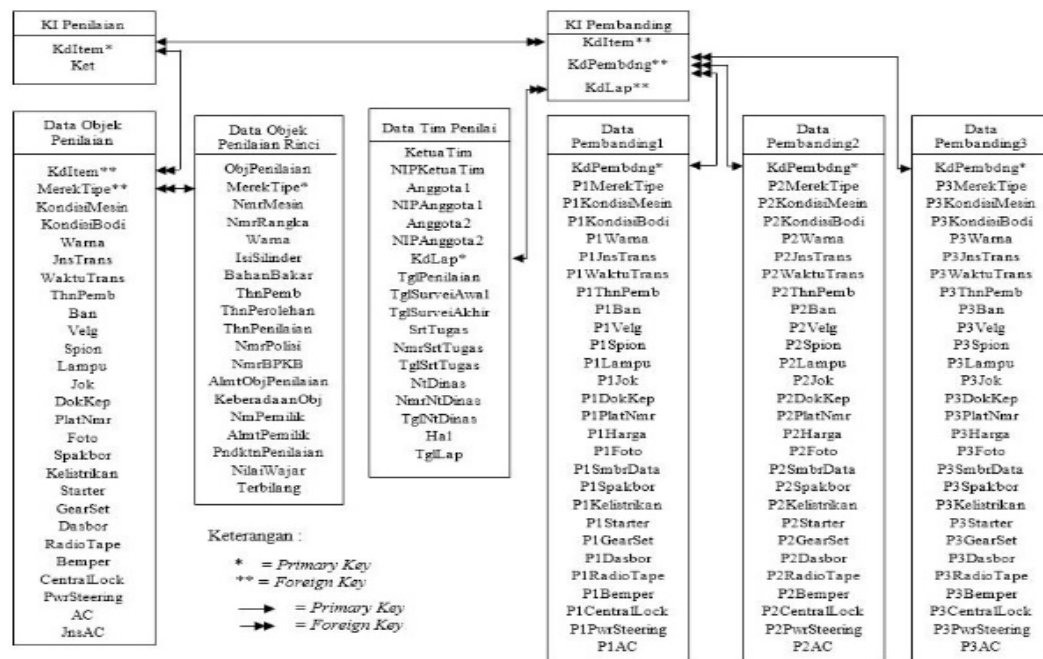 KI Penilaian
KdItem*
Ket
KI Pembanding
KdItem**
KdPembdng**
KdLap**
Data Objek
Penilaian
KdItem**
MerekTipe**
KondisiMesin
KondisiBodi
Warna
JnsTrans
WaktuTrans
ThnPemb
Ban
Velg
Spion
Lampu
Jok
DokKep
PlatNmr
Foto
Spakbor
Kelistrikan
Starter
GearSet
Dasbor
RadioTape
Bemper
CentralLock
PwrSteering
AC
JnsAC
Data Objek
Penilaian Rinci
ObjPenilaian
MerekTipe*
NmrMesin
NmrRangka
Warna
IsiSilinder
BahanBakar
ThnPemb
ThnPerolehan
ThnPenilaian
NmrPolisi
NmrBPKB
AlmtObjPenilaian
KeberadaanObj
NmPemilik
AlmtPemilik
PndktnPenilaian
NilaiWajar
Terbilang
Data Tim Penilai
KetuaTim
NIPKetuaTim
Anggota1
NIPAnggota1
Anggota2
NIPAnggota2
KdLap*
TglPenilaian
TglSurveiAwal
TglSurveiAkhir
SrtTugas
NmrSrtTugas
TglSrtTugas
NtDinas
NmrNtDinas
TglNtDinas
Hal
TglLap
Data
Pembanding1
KdPembdng*
P1MerekTipe
P1KondisiMesin
P1KondisiBodi
P1Warna
P1JnsTrans
P1WaktuTrans
P1ThnPemb
P1Ban
P1Velg
P1Spion
P1Lampu
P1Jok
P1DokKep
P1PlatNmr
P1Harga
P1Foto
P1SmbrData
P1Spakbor
P1Kelistrikan
P1Starter
P1GearSet
P1Dasbor
P1RadioTape
P1Bemper
P1CentralLock
P1PwrSteering
P1AC
Data
Pembanding2
KdPembdng*
P2MerekTipe
P2KondisiMesin
P2KondisiBodi
P2Warna
P2JnsTrans
P2WaktuTrans
P2ThnPemb
P2Ban
P2Velg
P2Spion
P2Lampu
P2Jok
P2DokKep
P2PlatNmr
P2Harga
P2Foto
P2SmbrData
P2Spakbor
P2Kelistrikan
P2Starter
P2GearSet
P2Dasbor
P2RadioTape
P2Bemper
P2CentralLock
P2PwrSteering
P2AC
Data
Pembanding3
KdPembdng*
P3MerekTipe
P3KondisiMesin
P3KondisiBodi
P3Warna
P3JnsTrans
P3WaktuTrans
P3ThnPemb
P3Ban
P3Velg
P3Spion
P3Lampu
P3Jok
P3DokKep
P3PlatNmr
P3Harga
P3Foto
P3SmbrData
P3Spakbor
P3Kelistrikan
P3Starter
P3GearSet
P3Dasbor
P3RadioTape
P3Bemper
P3CentralLock
P3PwrSteering
P3AC
Keterangan :
* = Primary Key
** = Foreign Key
= Primary Key
= Foreign Key